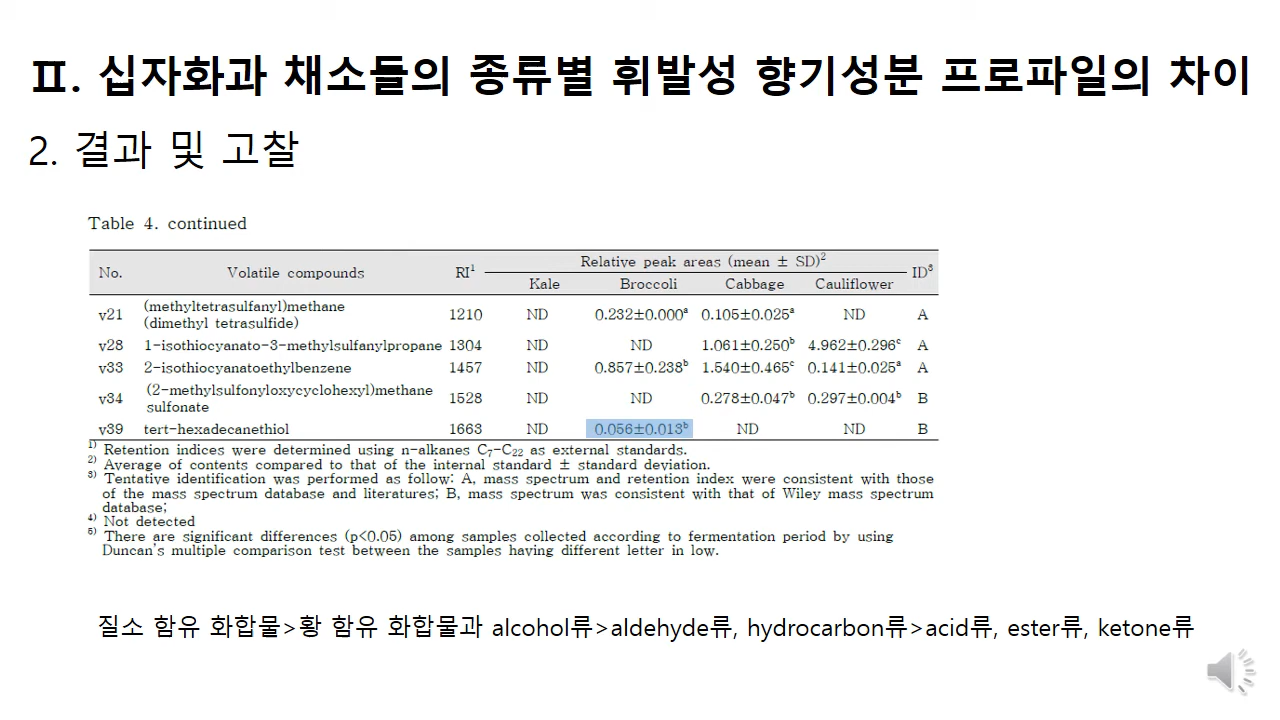 Ⅱ. 십자화과 채소들의 종류별 휘발성 향기성분 프로파일의 차이
2. 결과 및 고찰
Table 4. continued
No. Volatile compounds RI1 Relative peak areas (mean ± SD)2 ID3
Kale Broccoli Cabbage Cauliflower
v21 (methyltetrasulfanyl)methane (dimethyl tetrasulfide) 1210 ND 0.232±0.000a 0.105±0.025a ND A
v28 1-isothiocyanato-3-methylsulfanylpropane 1304 ND ND 1.061±0.250b 4.962±0.296c A
v33 2-isothiocyanatoethylbenzene 1457 ND 0.857±0.238b 1.540±0.465c 0.141±0.025a A
v34 (2-methylsulfonyloxycyclohexyl)methane sulfonate 1528 ND ND 0.278±0.047b 0.297±0.004b B
v39 tert-hexadecanethiol 1663 ND 0.056±0.013b ND ND B
1) Retention indices were determined using n-alkanes C7-C22 as external standards.
2) Average of contents compared to that of the internal standard ± standard deviation.
3) Tentative identification was performed as follow: A, mass spectrum and retention index were consistent with those
of the mass spectrum database and literatures; B, mass spectrum was consistent with that of Wiley mass spectrum
database;
4) Not detected
5) There are significant differences (p<0.05) among samples collected according to fermentation period by using
Duncan's multiple comparison test between the samples having different letter in low.
질소 함유 화합물>황 함유 화합물과 alcohol류>aldehyde류, hydrocarbon류>acid류, ester류, ketone류